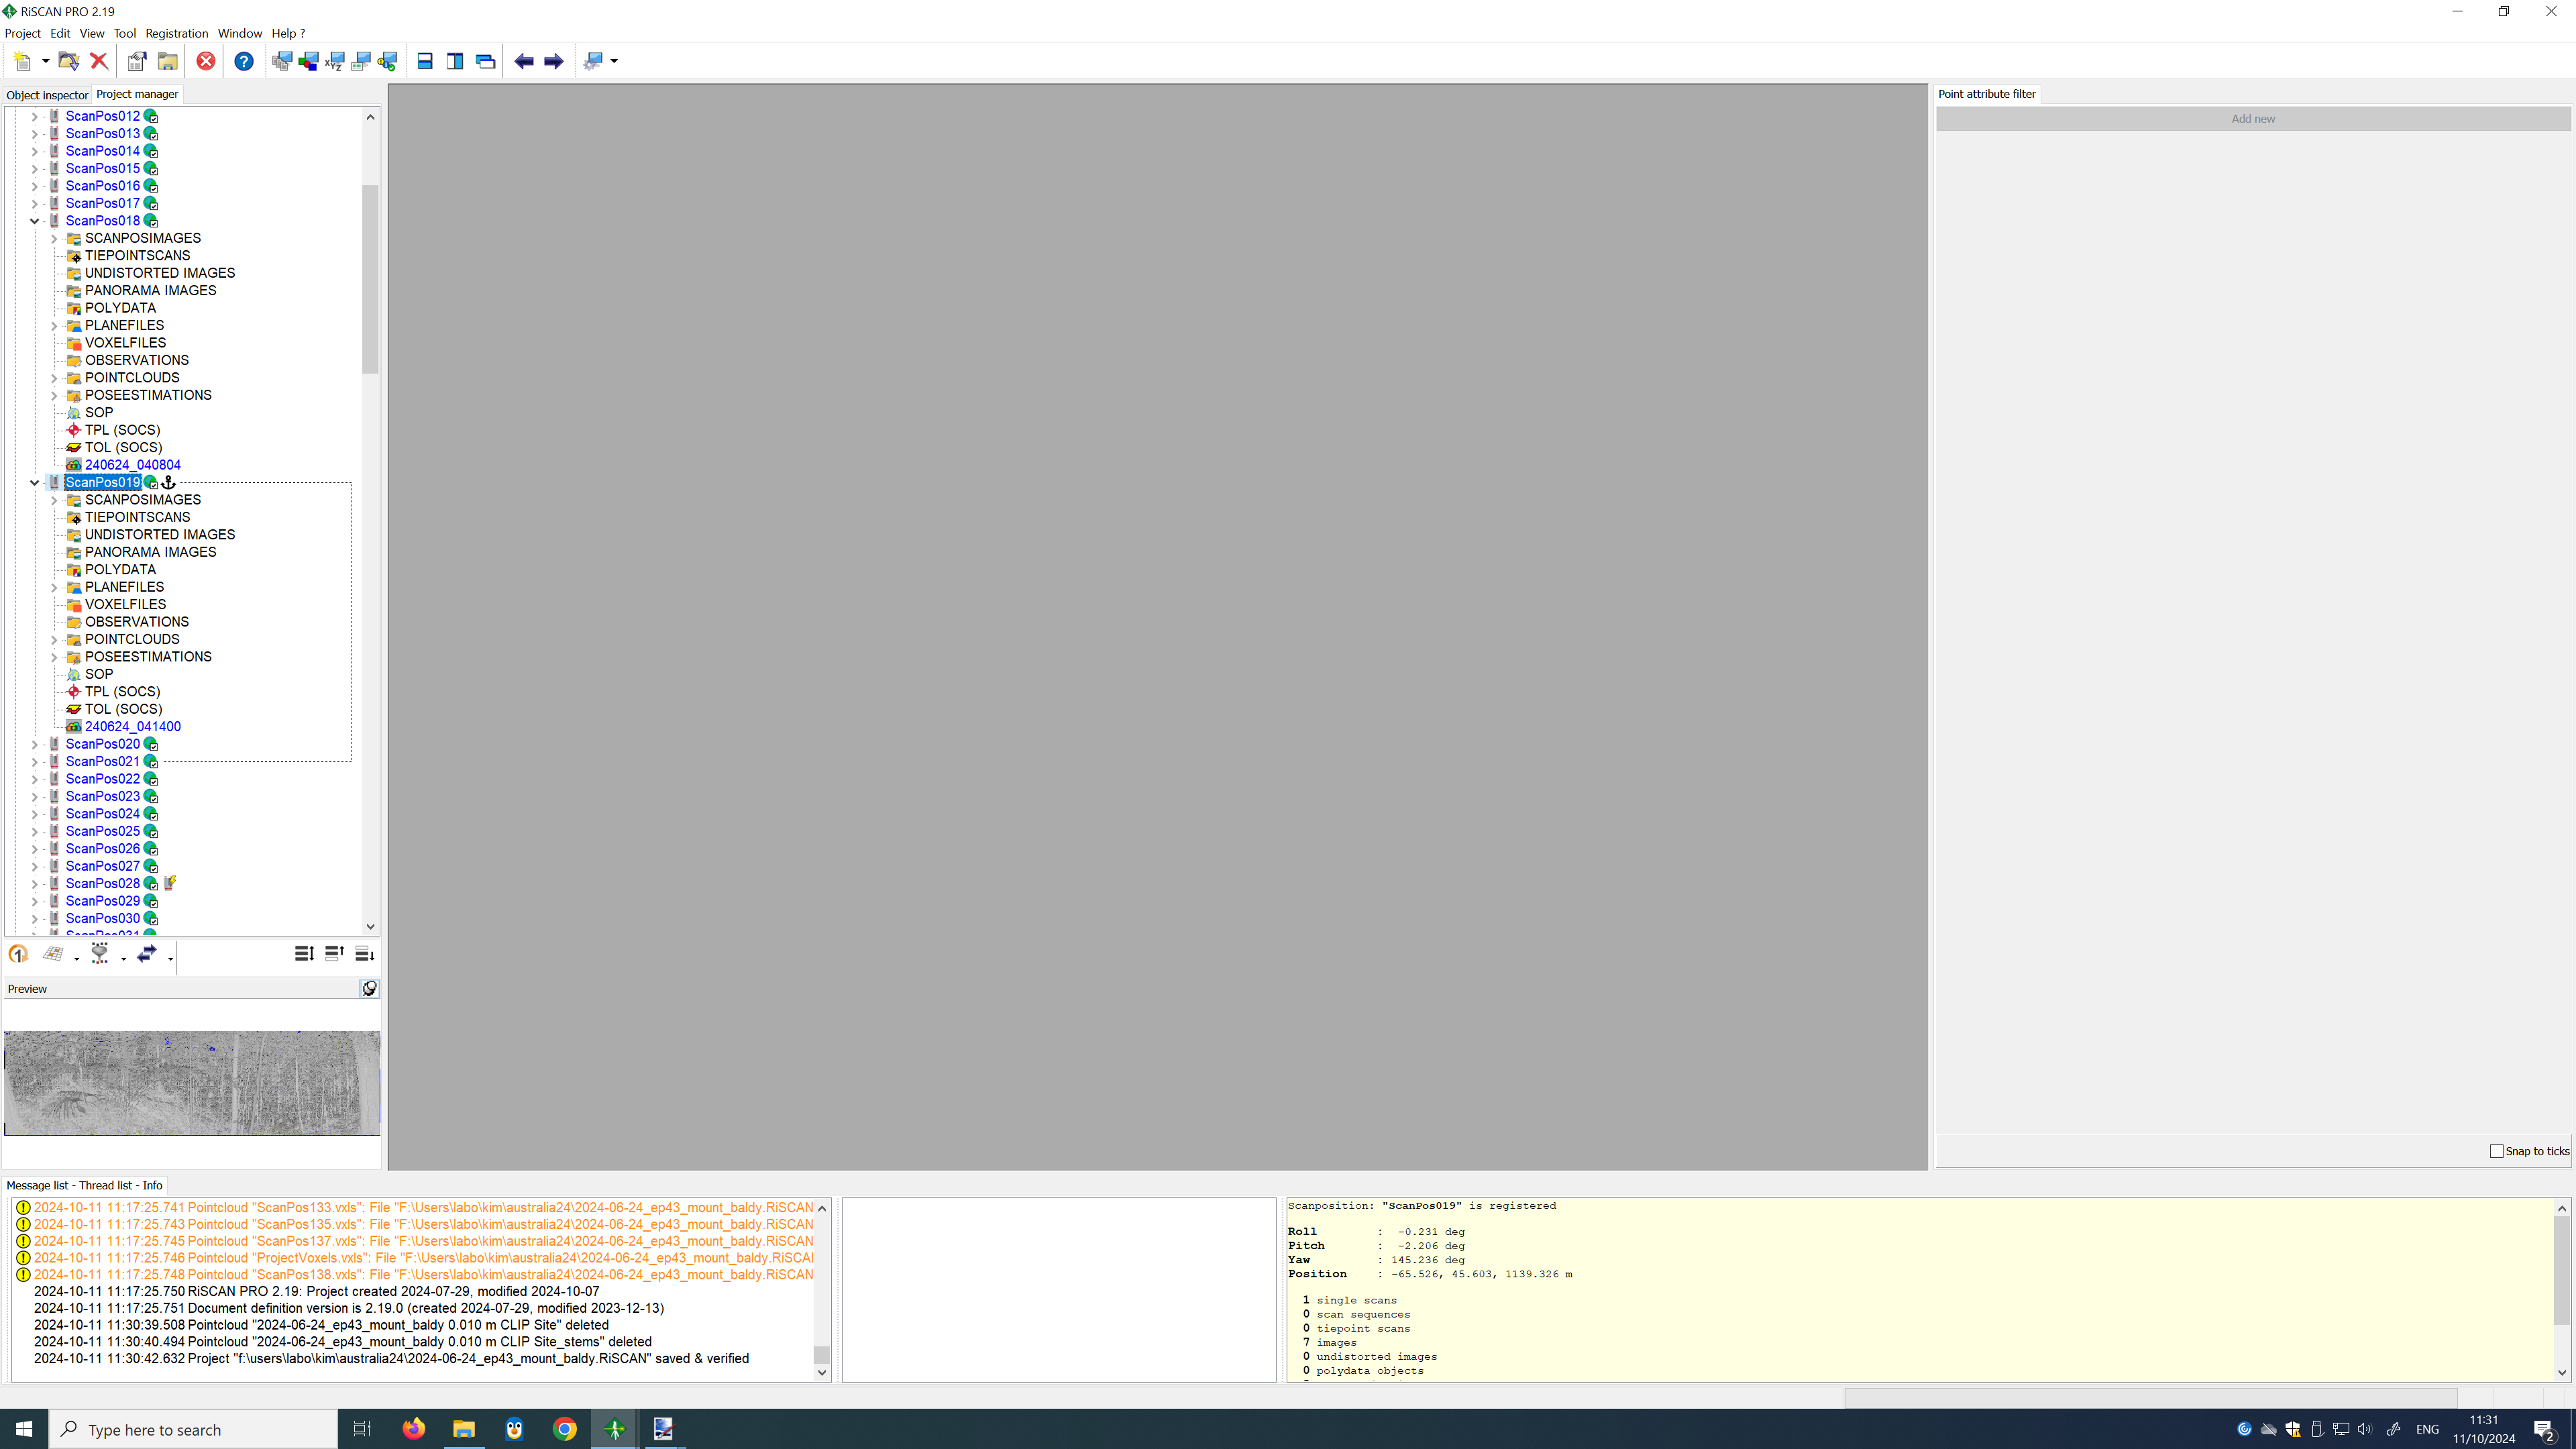 RiSCAN PRO 2.19
Project Edit View Tool Registration Window Help ?
Object inspector Project manager
ScanPos012
ScanPos013
ScanPos014
ScanPos015
ScanPos016
ScanPos017
ScanPos018
SCANPOSIMAGES
TIEPOINTSCANS
UNDISTORTED IMAGES
PANORAMA IMAGES
POLYDATA
PLANEFILES
VOXELFILES
OBSERVATIONS
POINTCLOUDS
POSEESTIMATIONS
SOP
TPL (SOCS)
TOL (SOCS)
240624_040804
ScanPos019
SCANPOSIMAGES
TIEPOINTSCANS
UNDISTORTED IMAGES
PANORAMA IMAGES
POLYDATA
PLANEFILES
VOXELFILES
OBSERVATIONS
POINTCLOUDS
POSEESTIMATIONS
SOP
TPL (SOCS)
TOL (SOCS)
240624_041400
ScanPos020
ScanPos021
ScanPos022
ScanPos023
ScanPos024
ScanPos025
ScanPos026
ScanPos027
ScanPos028
ScanPos029
ScanPos030
ScanPos031
Preview
Point attribute filter
Add new
Snap to ticks
Message list - Thread list - Info
2024-10-11 11:17:25.741 Pointcloud "ScanPos133.vxls": File "F:\Users\labo\kim\australia24\2024-06-24_ep43_mount_baldy.RiSCAN
2024-10-11 11:17:25.743 Pointcloud "ScanPos135.vxls": File "F:\Users\labo\kim\australia24\2024-06-24_ep43_mount_baldy.RiSCAN
2024-10-11 11:17:25.745 Pointcloud "ScanPos137.vxls": File "F:\Users\labo\kim\australia24\2024-06-24_ep43_mount_baldy.RiSCAN
2024-10-11 11:17:25.746 Pointcloud "ProjectVoxels.vxls": File "F:\Users\labo\kim\australia24\2024-06-24_ep43_mount_baldy.RiSCAI
2024-10-11 11:17:25.748 Pointcloud "ScanPos138.vxls": File "F:\Users\labo\kim\australia24\2024-06-24_ep43_mount_baldy.RiSCAN
2024-10-11 11:17:25.750 RiSCAN PRO 2.19: Project created 2024-07-29, modified 2024-10-07
2024-10-11 11:17:25.751 Document definition version is 2.19.0 (created 2024-07-29, modified 2023-12-13)
2024-10-11 11:30:39.508 Pointcloud "2024-06-24_ep43_mount_baldy 0.010 m CLIP Site" deleted
2024-10-11 11:30:40.494 Pointcloud "2024-06-24_ep43_mount_baldy 0.010 m CLIP Site_stems" deleted
2024-10-11 11:30:42.632 Project "f:\users\labo\kim\australia24\2024-06-24_ep43_mount_baldy.RiSCAN" saved & verified
Scanposition: "ScanPos019" is registered
Roll : -0.231 deg
Pitch : -2.206 deg
Yaw : 145.236 deg
Position : -65.526, 45.603, 1139.326 m
1 single scans
0 scan sequences
0 tiepoint scans
7 images
0 undistorted images
0 polydata objects
Type here to search
ENG
11:31
11/10/2024
2